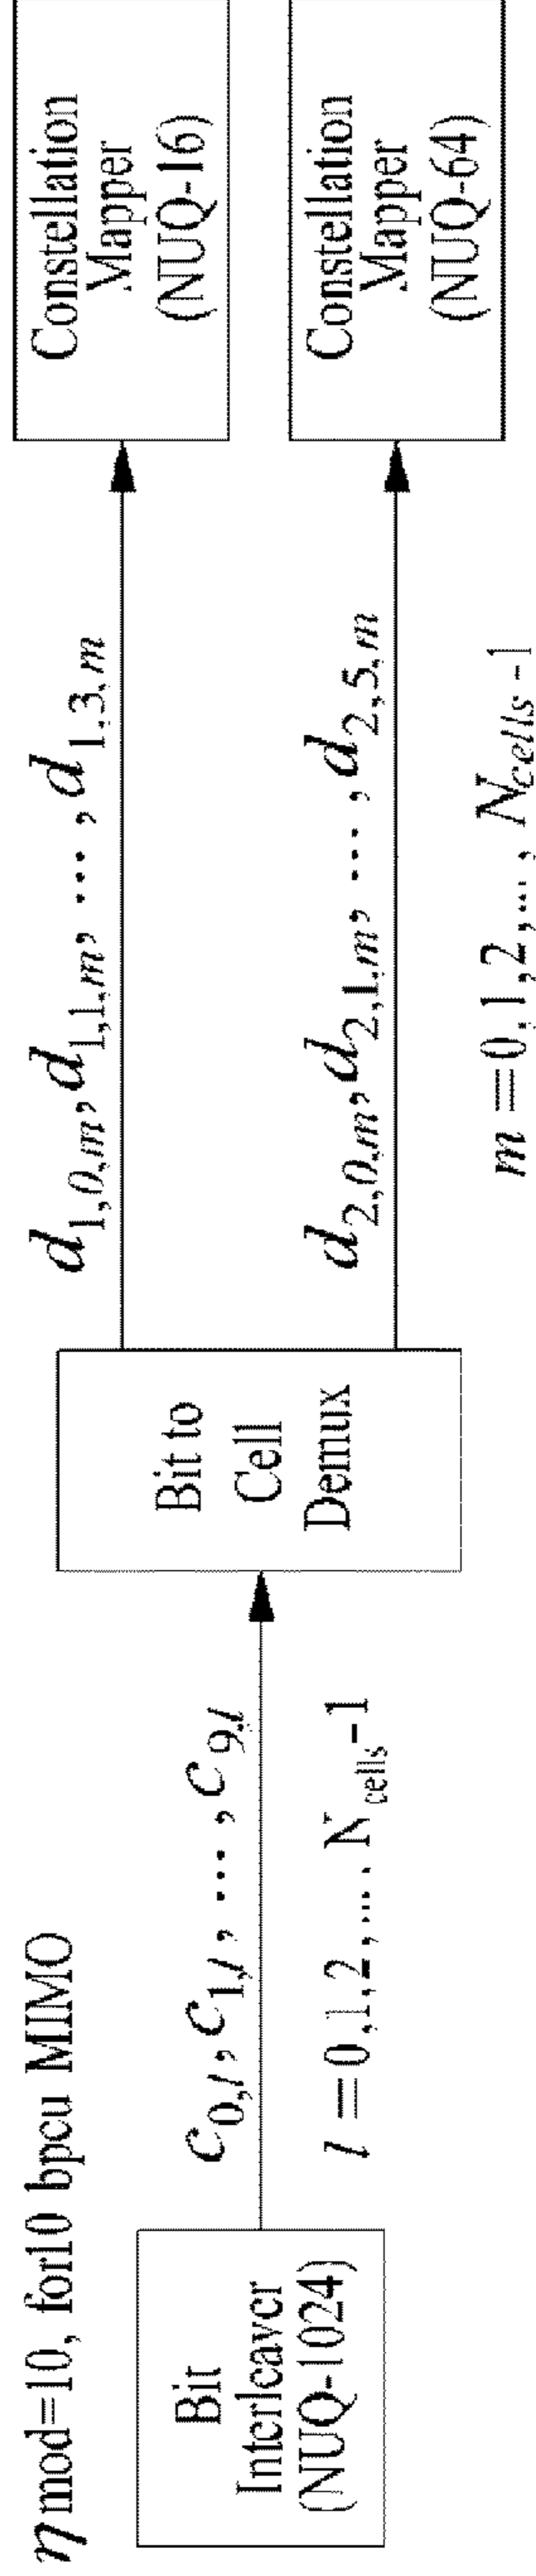 η mod=10, for10 bpcu MIMO
Bit
Interleaver
(NUQ-1024)
c0,l, c1,l, ..., c9,l
l =0,1,2,..., Ncells-1
Bit to
Cell
Demux
d1,0,m, d1,1,m, ..., d1,3,m
d2,0,m, d2,1,m, ..., d2,5,m
m =0,1,2,..., Ncells-1
Constellation
Mapper
(NUQ-16)
Constellation
Mapper
(NUQ-64)